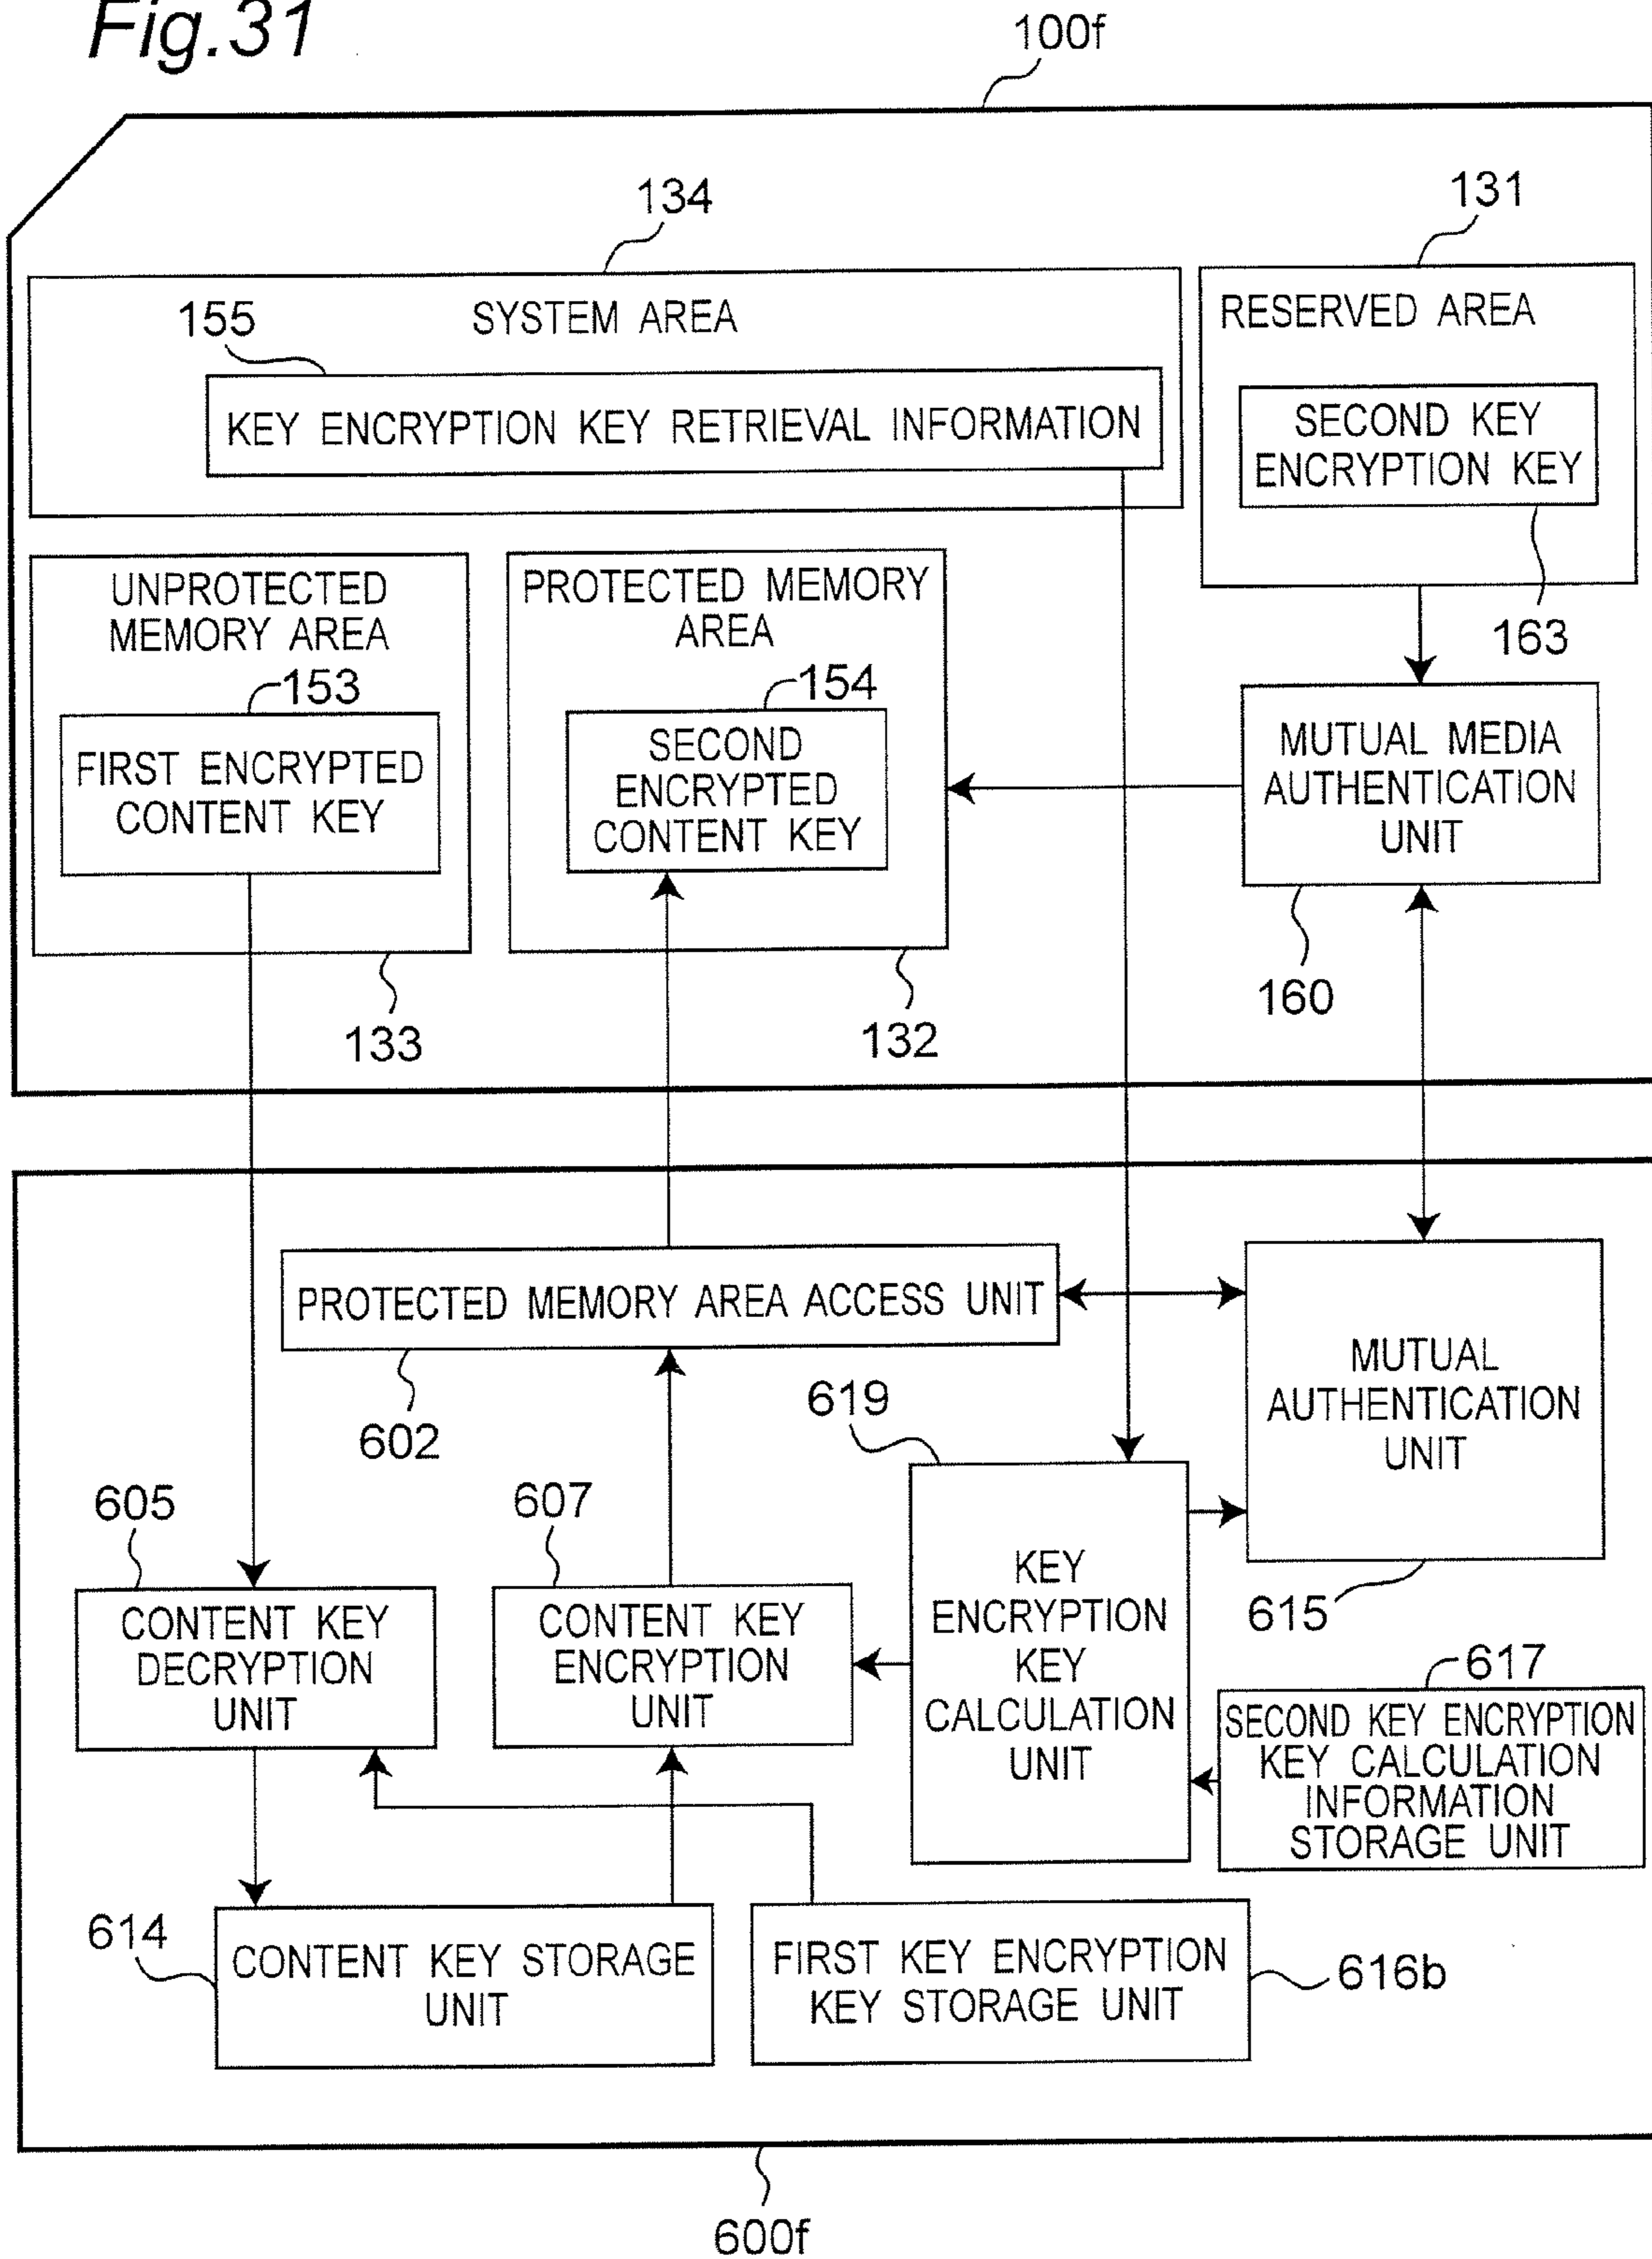 Fig.31
100f
134
131
SYSTEM AREA
155
KEY ENCRYPTION KEY RETRIEVAL INFORMATION
RESERVED AREA
SECOND KEY
ENCRYPTION KEY
163
UNPROTECTED
MEMORY AREA
153
FIRST ENCRYPTED
CONTENT KEY
133
PROTECTED MEMORY
AREA
154
SECOND
ENCRYPTED
CONTENT KEY
132
MUTUAL MEDIA
AUTHENTICATION
UNIT
160
PROTECTED MEMORY AREA ACCESS UNIT
602
MUTUAL
AUTHENTICATION
UNIT
615
619
KEY
ENCRYPTION
KEY
CALCULATION
UNIT
605
CONTENT KEY
DECRYPTION
UNIT
607
CONTENT KEY
ENCRYPTION
UNIT
617
SECOND KEY ENCRYPTION
KEY CALCULATION
INFORMATION
STORAGE UNIT
614
CONTENT KEY STORAGE
UNIT
FIRST KEY ENCRYPTION
KEY STORAGE UNIT
616b
600f